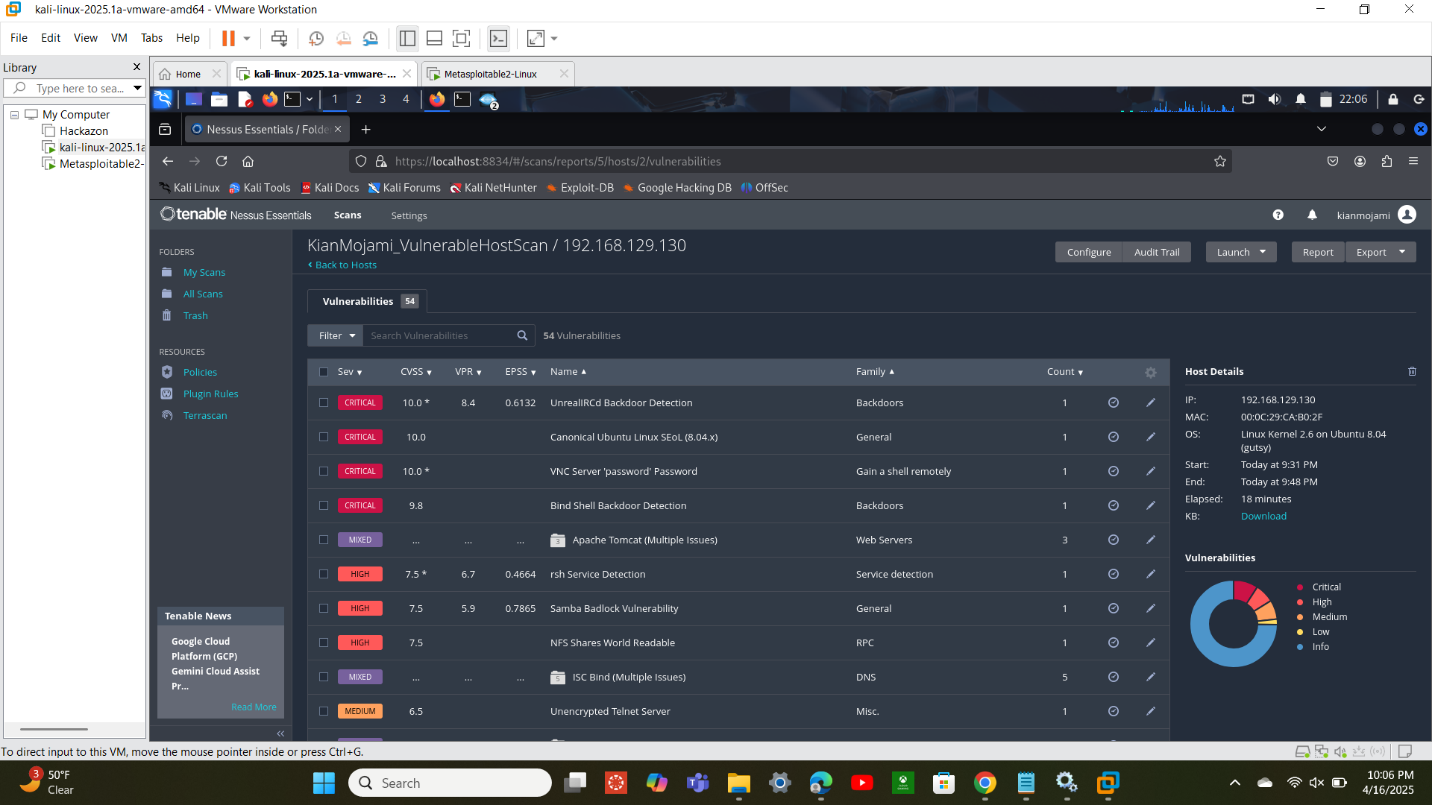 kali-linux-2025.1a-vmware-amd64 - VMware Workstation
File Edit View VM Tabs Help
Library
Type here to sea...
My Computer
Hackazon
kali-linux-2025.1a
Metasploitable2-
Home
kali-linux-2025.1a-vmware-...
Metasploitable2-Linux
1 2 3 4
2
22:06
Nessus Essentials / Folde
https://localhost:8834/#/scans/reports/5/hosts/2/vulnerabilities
Kali Linux Kali Tools Kali Docs Kali Forums Kali NetHunter Exploit-DB Google Hacking DB OffSec
tenable Nessus Essentials Scans Settings
kianmojami
FOLDERS
My Scans
All Scans
Trash
RESOURCES
Policies
Plugin Rules
Terrascan
Tenable News
Google Cloud
Platform (GCP)
Gemini Cloud Assist
Pr...
Read More
KianMojami_VulnerableHostScan / 192.168.129.130
Back to Hosts
Configure Audit Trail Launch Report Export
Vulnerabilities 54
Filter Search Vulnerabilities 54 Vulnerabilities
Sev CVSS VPR EPSS Name Family Count
CRITICAL 10.0 * 8.4 0.6132 UnrealIRCd Backdoor Detection Backdoors 1
CRITICAL 10.0 Canonical Ubuntu Linux SEoL (8.04.x) General 1
CRITICAL 10.0 * VNC Server 'password' Password Gain a shell remotely 1
CRITICAL 9.8 Bind Shell Backdoor Detection Backdoors 1
MIXED ... ... ... 3 Apache Tomcat (Multiple Issues) Web Servers 3
HIGH 7.5 * 6.7 0.4664 rsh Service Detection Service detection 1
HIGH 7.5 5.9 0.7865 Samba Badlock Vulnerability General 1
HIGH 7.5 NFS Shares World Readable RPC 1
MIXED ... ... ... 5 ISC Bind (Multiple Issues) DNS 5
MEDIUM 6.5 Unencrypted Telnet Server Misc. 1
Host Details
IP: 192.168.129.130
MAC: 00:0C:29:CA:B0:2F
OS: Linux Kernel 2.6 on Ubuntu 8.04
(gutsy)
Start: Today at 9:31 PM
End: Today at 9:48 PM
Elapsed: 18 minutes
KB: Download
Vulnerabilities
Critical
High
Medium
Low
Info
To direct input to this VM, move the mouse pointer inside or press Ctrl+G.
3
50°F
Clear
Search
10:06 PM
4/16/2025